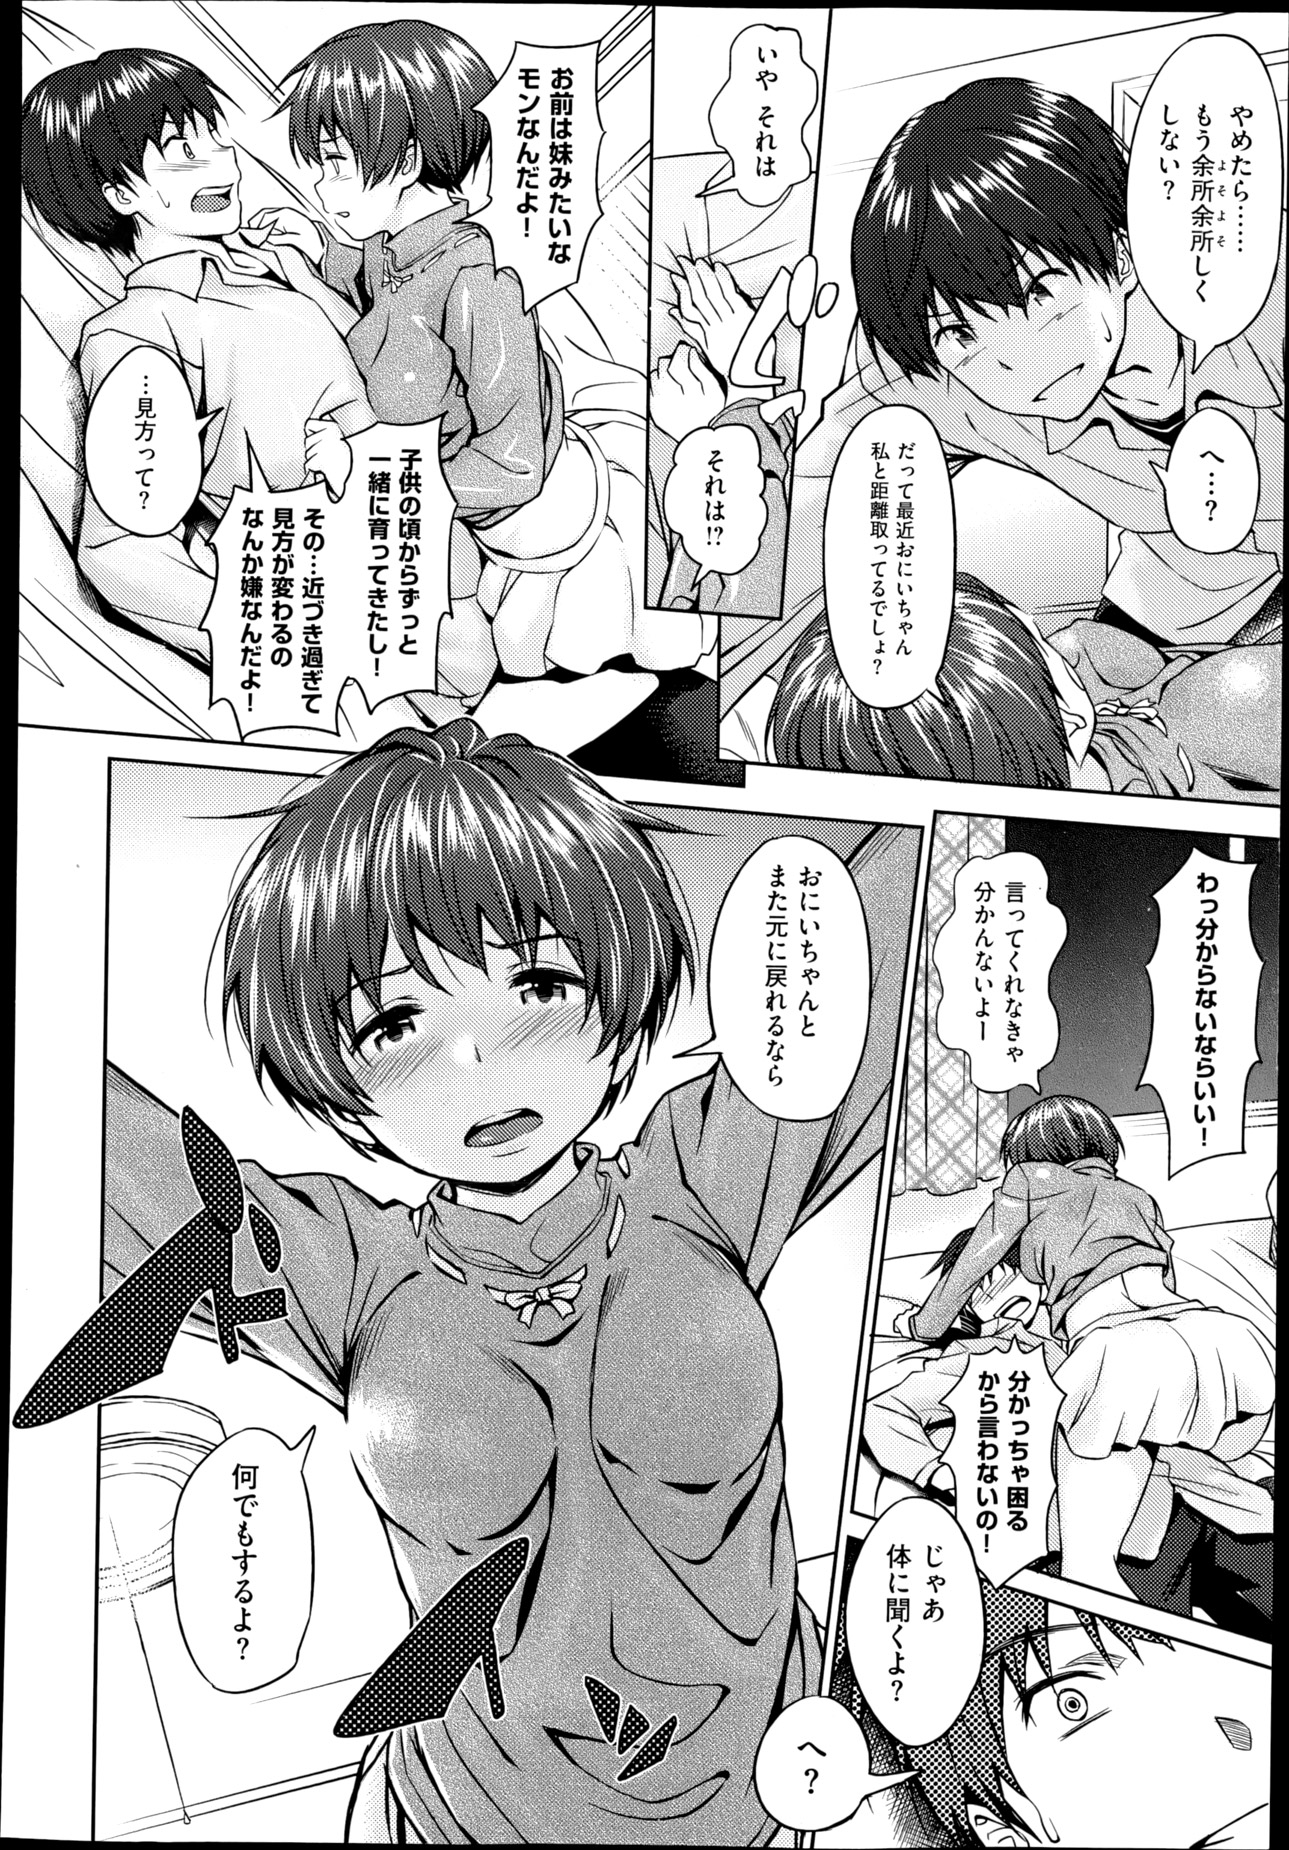 やめたら……
もう余所余所しく
しない？
よそよそ
へ…？
だって最近おにいちゃん
私と距離取ってるでしょ？
いや それは
それは!?
お前は妹みたいな
モンなんだよ！
子供の頃からずっと
一緒に育ってきたし！
その…近づき過ぎて
見方が変わるの
なんか嫌なんだよ！
…見方って？
わっ分からないならいい！
言ってくれなきゃ
分かんないよー
分かっちゃ困る
から言わないの！
じゃあ
体に聞くよ？
へ？
おにいちゃんと
また元に戻れるなら
何でもするよ？